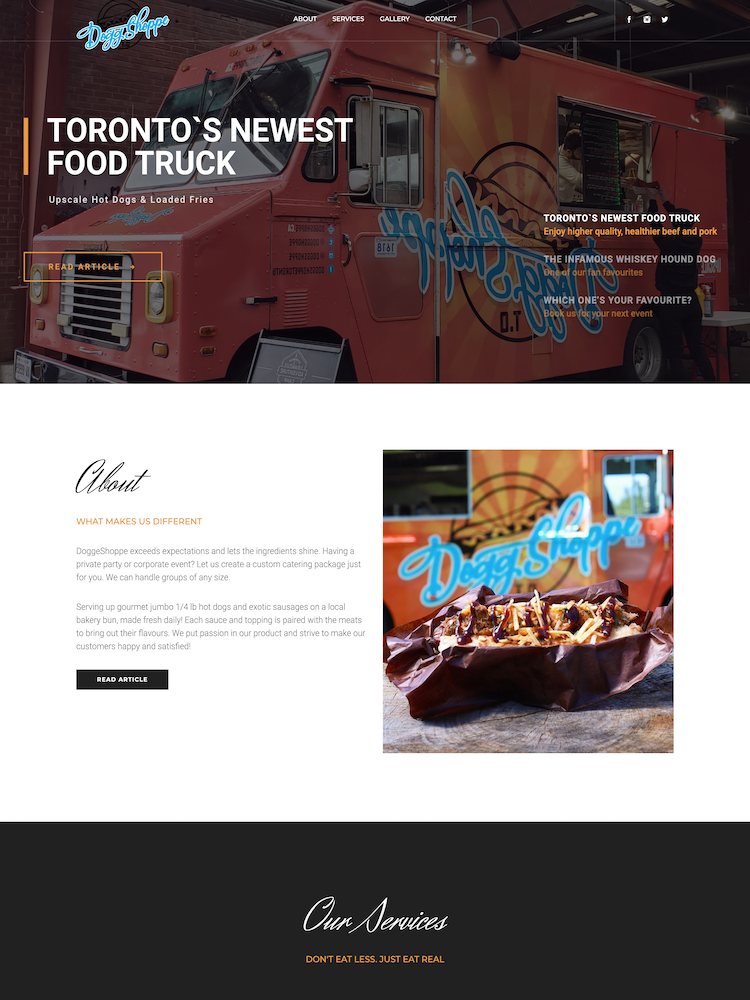 DoggeShoppe
ABOUT
SERVICES
GALLERY
CONTACT
TORONTO`S NEWEST
FOOD TRUCK
Upscale Hot Dogs & Loaded Fries
READ ARTICLE →
TORONTO`S NEWEST FOOD TRUCK
Enjoy higher quality, healthier beef and pork
THE INFAMOUS WHISKEY HOUND DOG
One of our fan favourites
WHICH ONE'S YOUR FAVOURITE?
Book us for your next event
DoggeShoppe
T.O
1618
About
WHAT MAKES US DIFFERENT
DoggeShoppe exceeds expectations and lets the ingredients shine. Having a
private party or corporate event? Let us create a custom catering package just
for you. We can handle groups of any size.
Serving up gourmet jumbo 1/4 lb hot dogs and exotic sausages on a local
bakery bun, made fresh daily! Each sauce and topping is paired with the meats
to bring out their flavours. We put passion in our product and strive to make our
customers happy and satisfied!
READ ARTICLE
DoggeShoppe
Our Services
DON'T EAT LESS. JUST EAT REAL